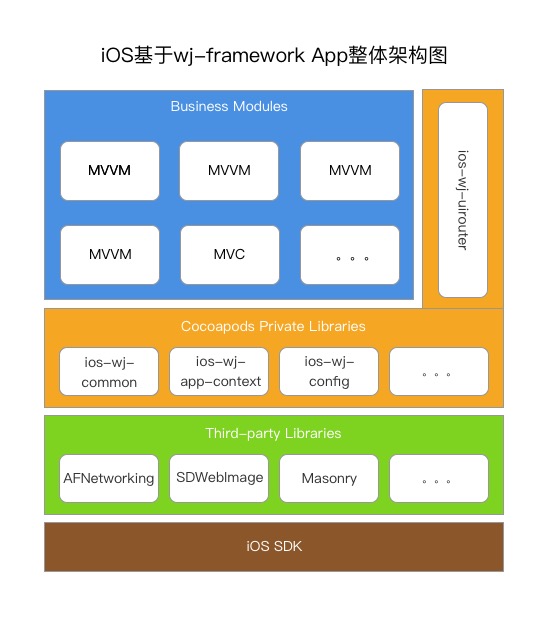 iOS基于wj-framework App整体架构图
Business Modules
MVVM
MVVM
MVVM
MVVM
MVC
。。。
ios-wj-uirouter
Cocoapods Private Libraries
ios-wj-
common
ios-wj-
app-context
ios-wj-
config
。。。
Third-party Libraries
AFNetworking
SDWebImage
Masonry
。。。
iOS SDK